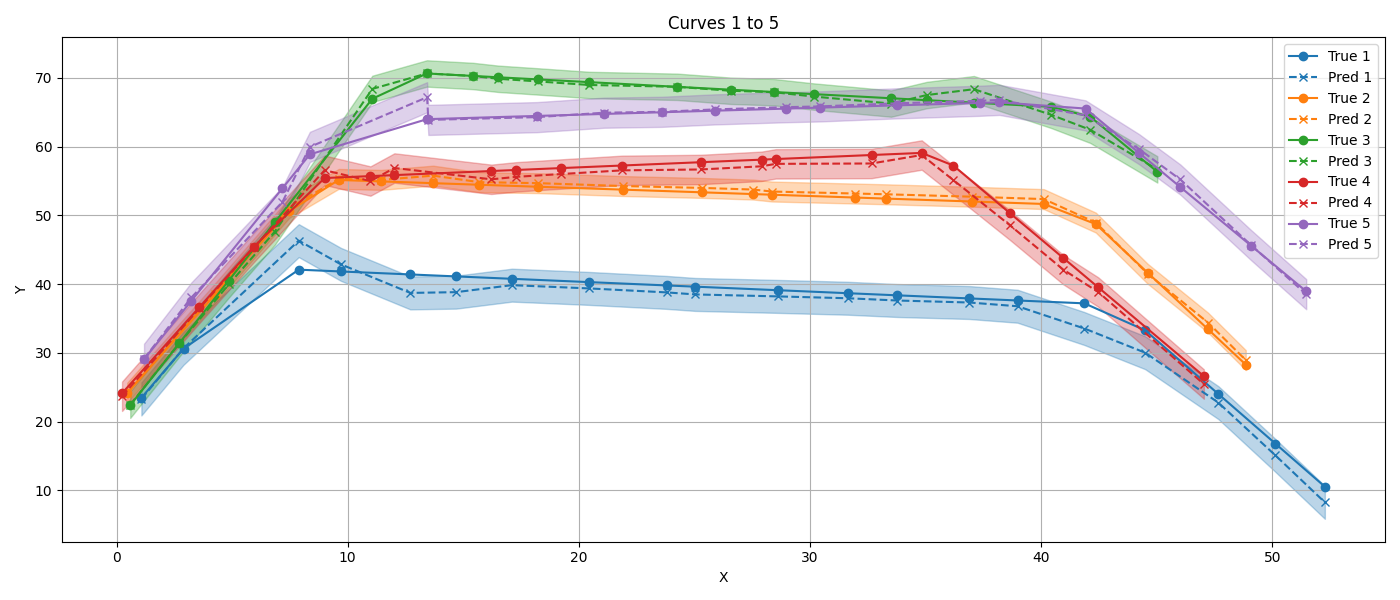 Curves 1 to 5
Y
70
60
50
40
30
20
10
0
10
20
30
40
50
X
True 1
Pred 1
True 2
Pred 2
True 3
Pred 3
True 4
Pred 4
True 5
Pred 5